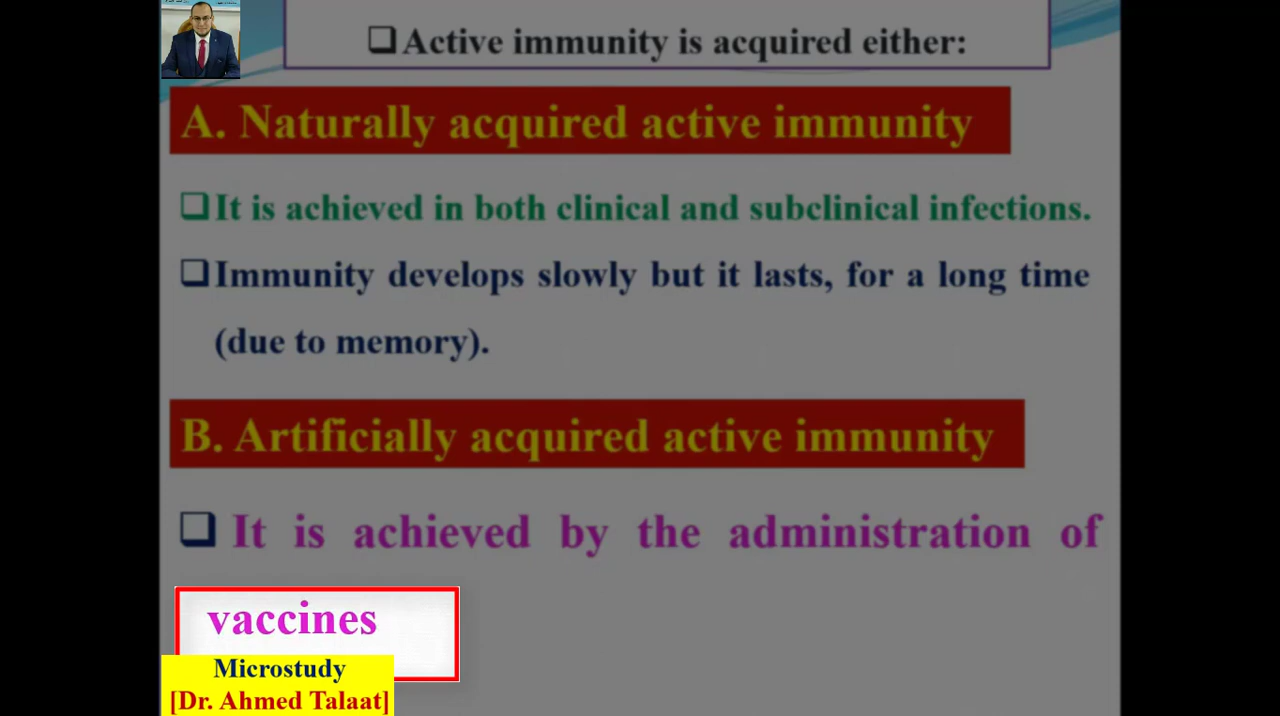 ❑Active immunity is acquired either:
A. Naturally acquired active immunity
❑It is achieved in both clinical and subclinical infections.
❑Immunity develops slowly but it lasts, for a long time
(due to memory).
B. Artificially acquired active immunity
❑ It is achieved by the administration of
vaccines
Microstudy
[Dr. Ahmed Talaat]